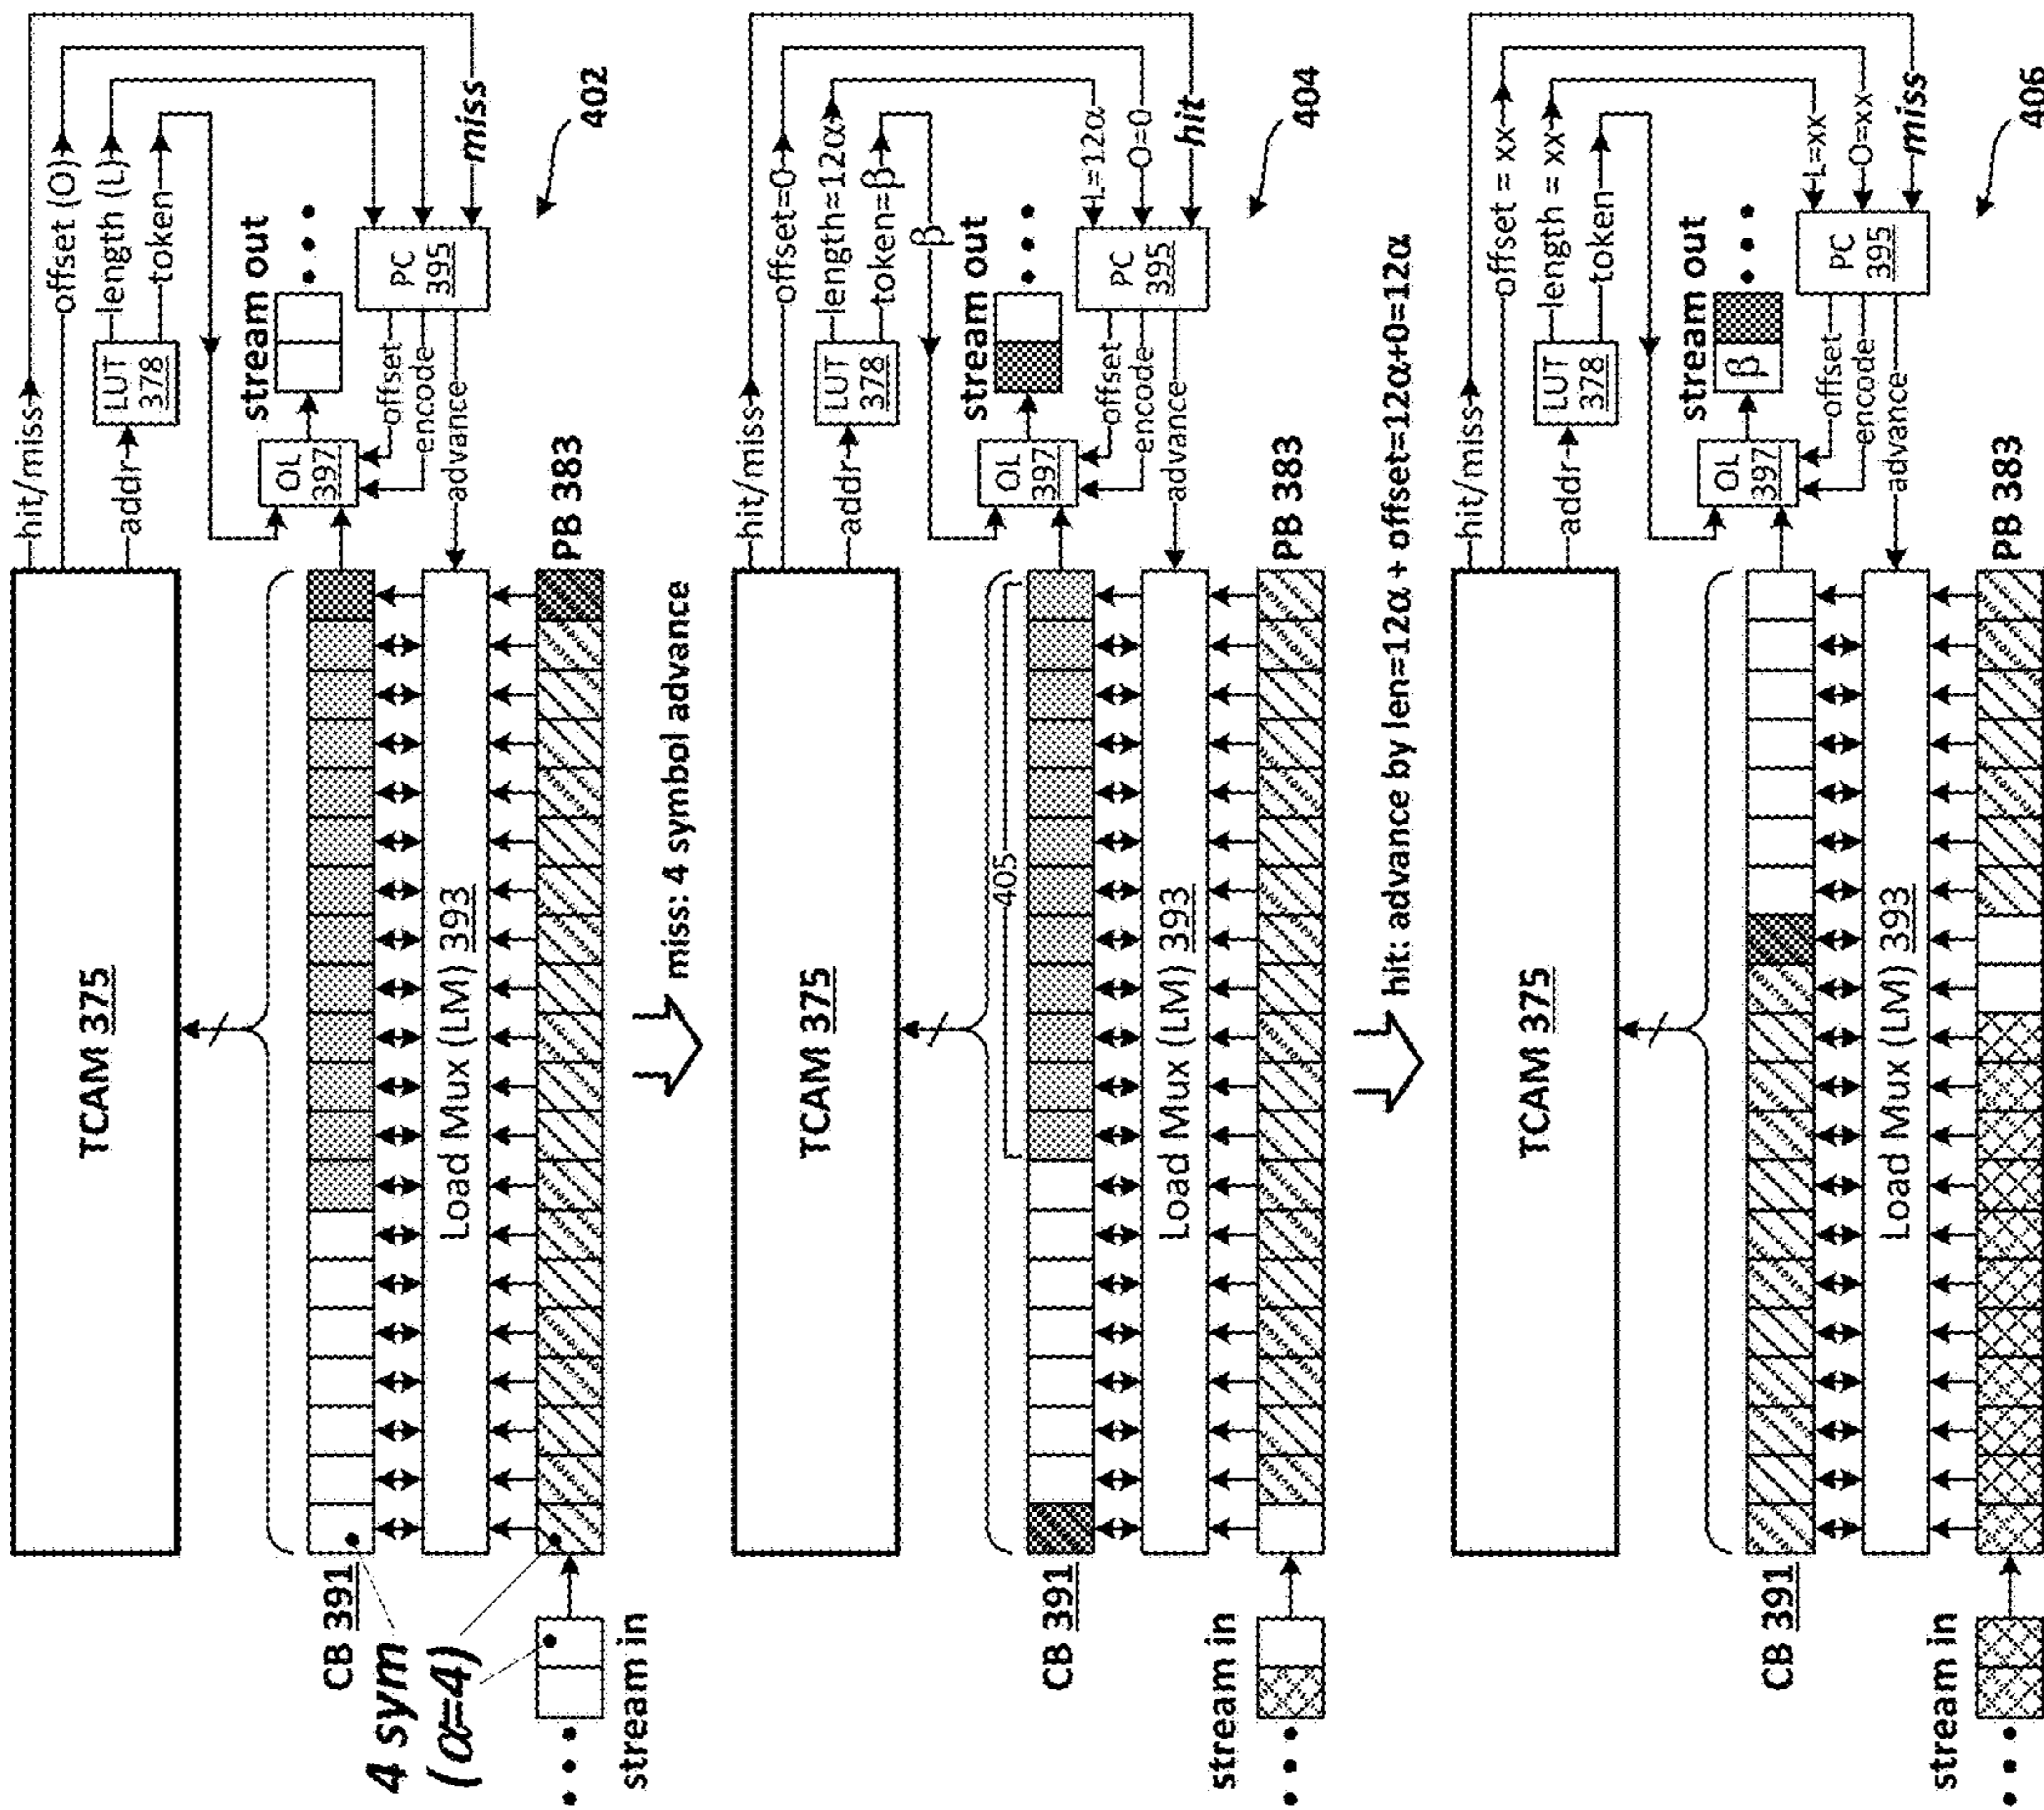 TCAM 375
hit/miss
offset (O)
addr
LUT
378
length (L)
token
CB 391
OL
397
stream out
4 sym
(α=4)
Load Mux (LM) 393
offset
encode
advance
PC
395
miss
stream in
PB 383
402
miss: 4 symbol advance
TCAM 375
hit/miss
offset=0
addr
LUT
378
length=12α
token=β
β
405
CB 391
OL
397
stream out
Load Mux (LM) 393
offset
encode
advance
PC
395
L=12α
O=0
hit
stream in
PB 383
404
hit: advance by len=12α + offset=12α+0=12α
TCAM 375
hit/miss
offset = xx
addr
LUT
378
length = xx
token
CB 391
OL
397
β
stream out
Load Mux (LM) 393
offset
encode
advance
PC
395
L=xx
O=xx
miss
stream in
PB 383
406